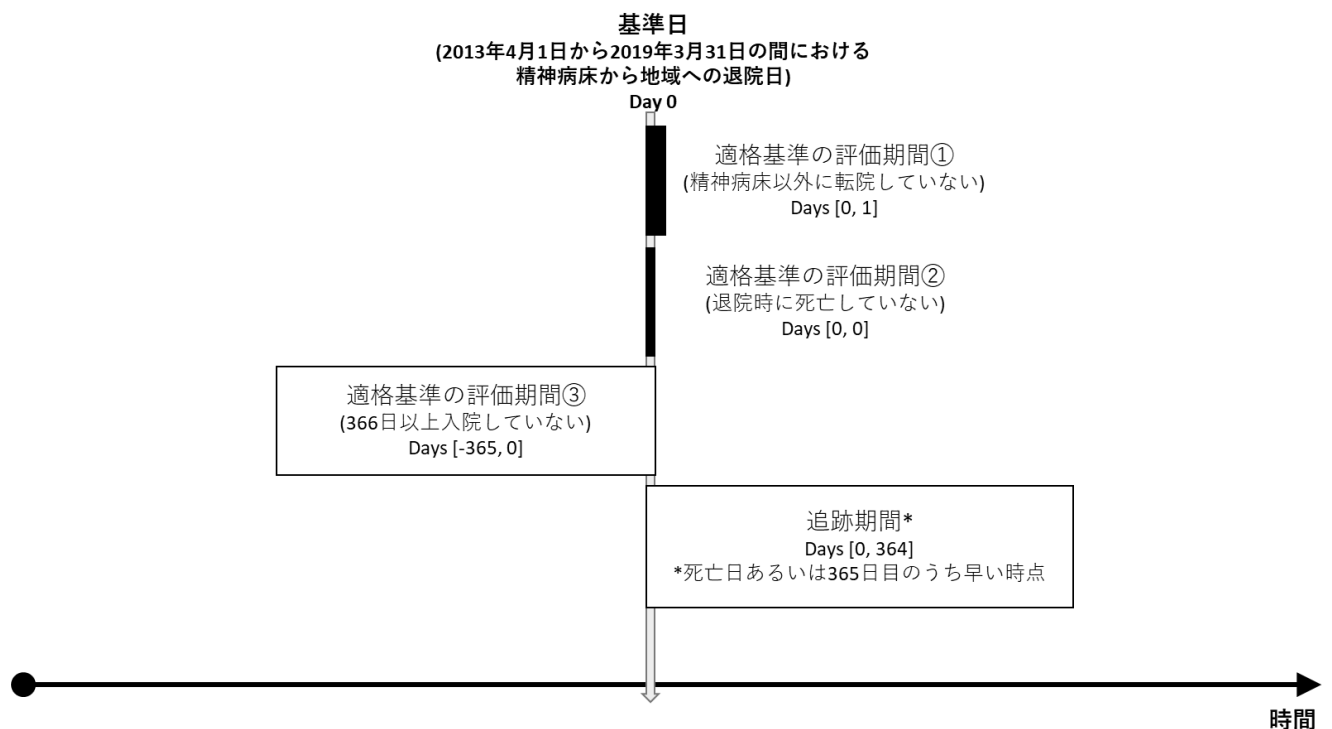 基準日
(2013年4月1日から2019年3月31日の間における
精神病床から地域への退院日)
Day 0
適格基準の評価期間①
(精神病床以外に転院していない)
Days [0, 1]
適格基準の評価期間②
(退院時に死亡していない)
Days [0, 0]
適格基準の評価期間③
(366日以上入院していない)
Days [-365, 0]
追跡期間*
Days [0, 364]
*死亡日あるいは365日目のうち早い時点
時間